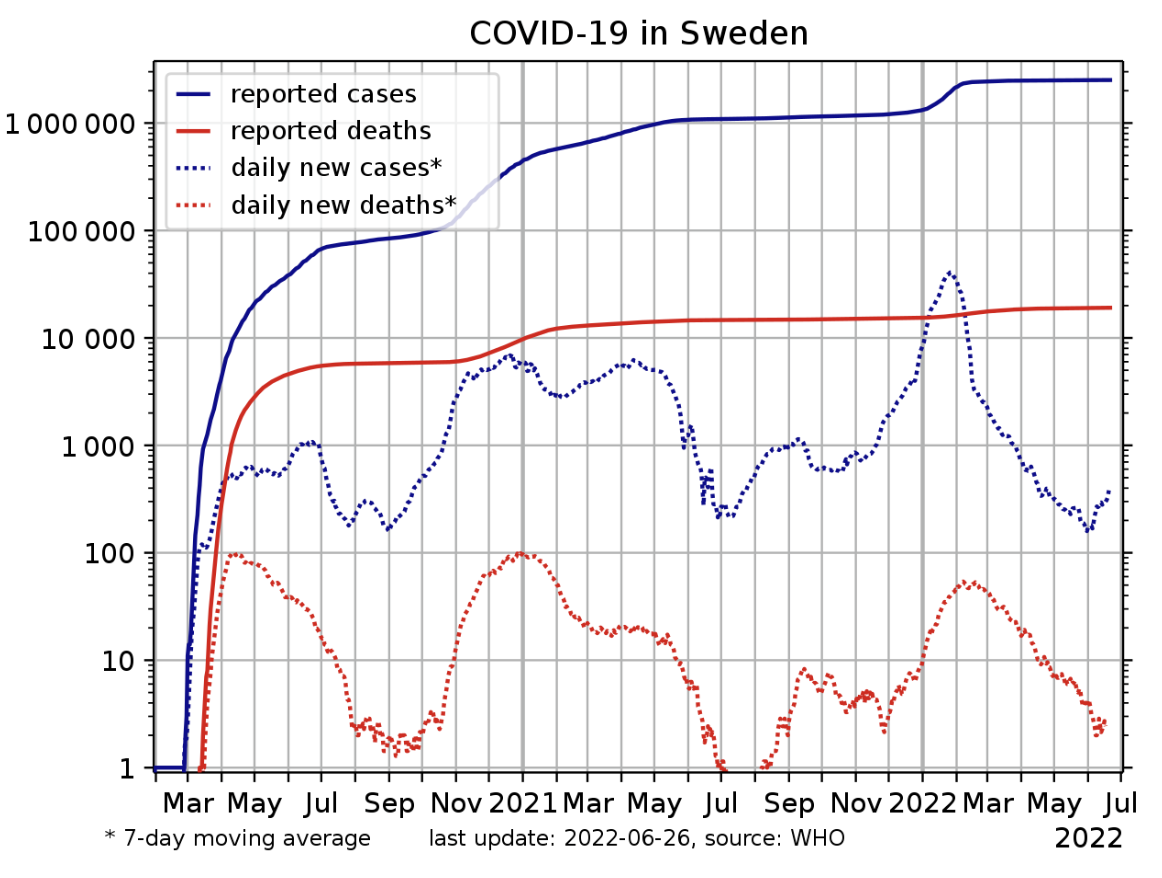 COVID-19 in Sweden
reported cases
reported deaths
daily new cases*
daily new deaths*
1 000 000
100 000
10 000
1 000
100
10
1
Mar May Jul Sep Nov 2021 Mar May Jul Sep Nov 2022 Mar May Jul
* 7-day moving average last update: 2022-06-26, source: WHO 2022